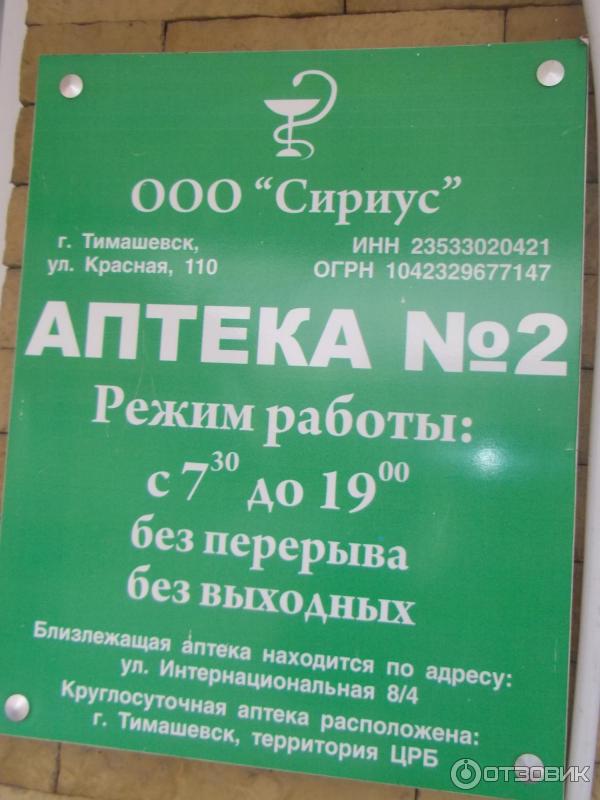 ООО “Сириус”
г. Тимашевск,
ул. Красная, 110
ИНН 23533020421
ОГРН 1042329677147
АПТЕКА №2
Режим работы:
с 7³⁰ до 19⁰⁰
без перерыва
без выходных
Близлежащая аптека находится по адресу:
ул. Интернациональная 8/4
Круглосуточная аптека расположена:
г. Тимашевск, территория ЦРБ
ОТЗОВИК